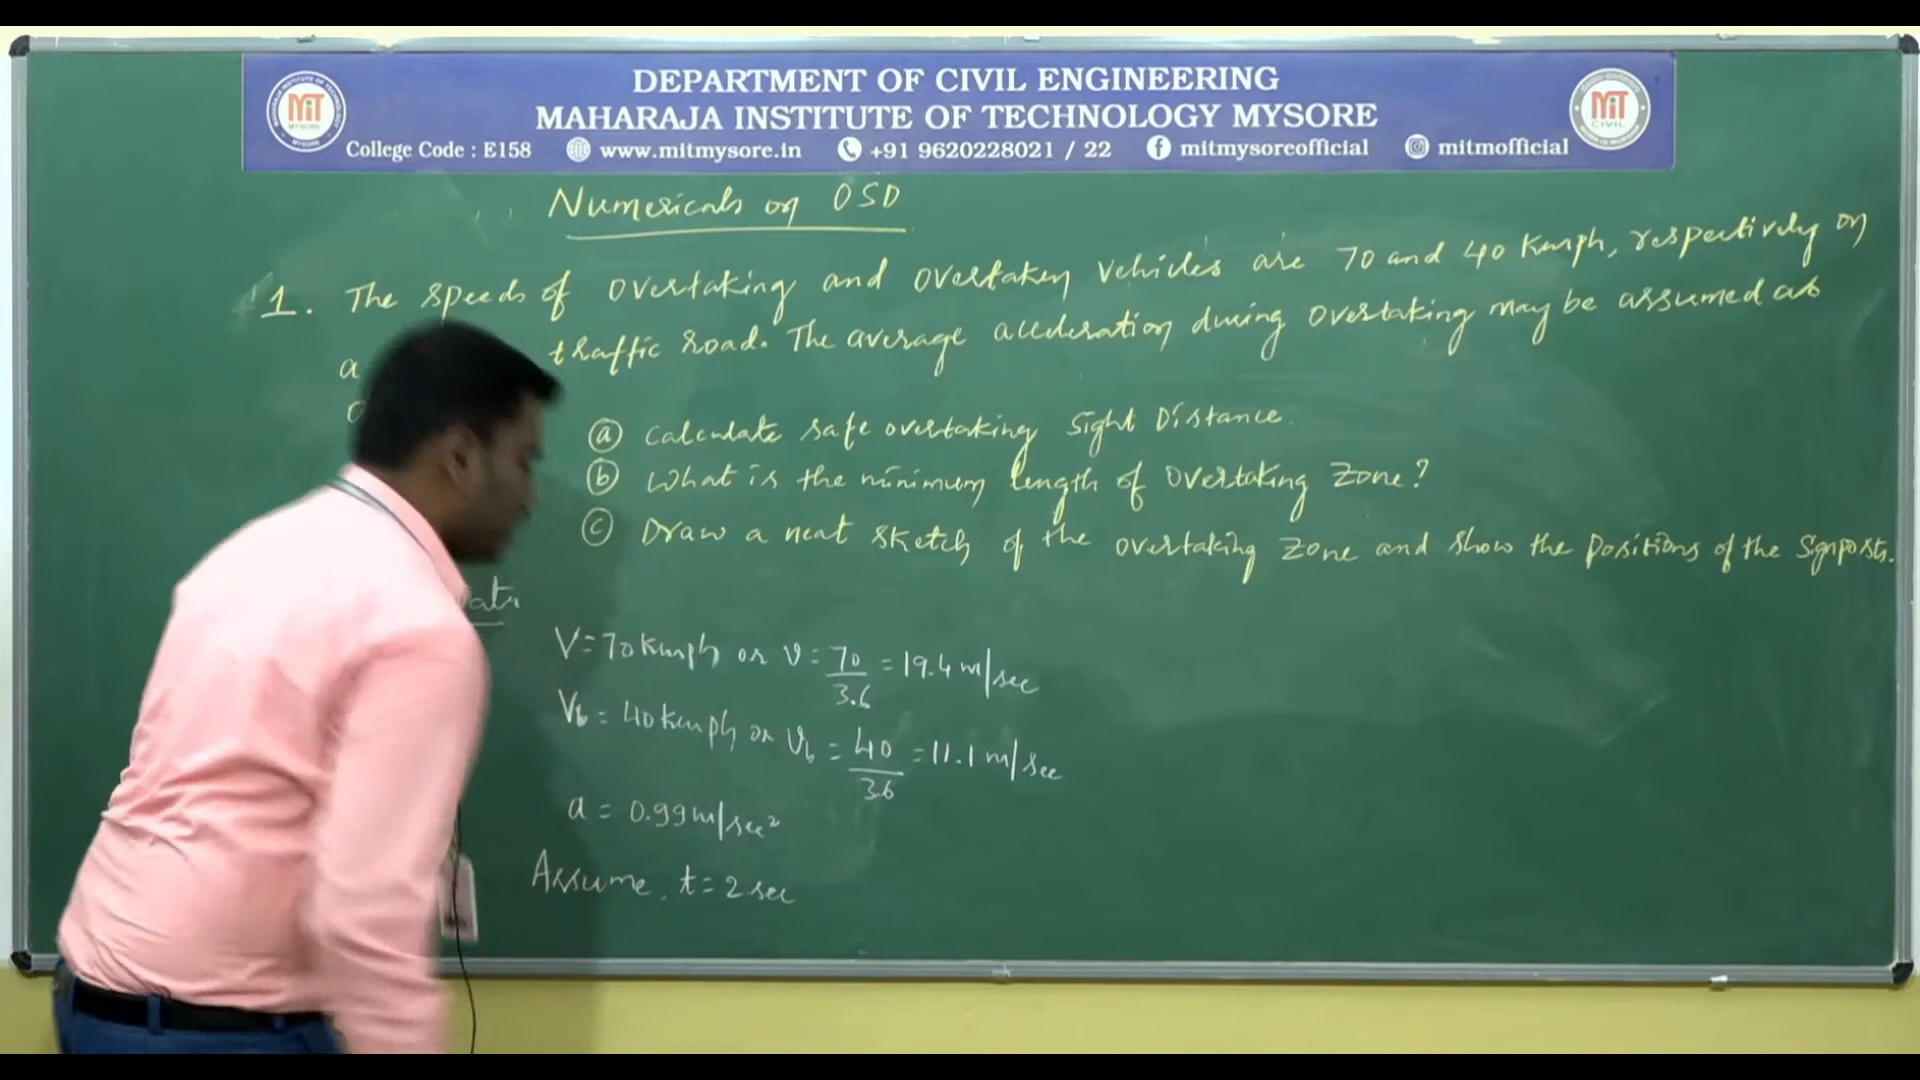 DEPARTMENT OF CIVIL ENGINEERING
MAHARAJA INSTITUTE OF TECHNOLOGY MYSORE
College Code : E158 www.mitmysore.in +91 9620228021 / 22 mitmysoreofficial mitmofficial
MiT
MYSORE
MiT
CIVIL
Numericals on OSD
1. The speeds of overtaking and overtaken vehicles are 70 and 40 Kmph, respectively on
a traffic road. The average acceleration during overtaking may be assumed as
(a) Calculate safe overtaking Sight Distance.
(b) What is the minimum length of overtaking zone?
(c) Draw a neat sketch of the overtaking zone and show the positions of the Signposts.
V = 70 Kmph or v = 70/3.6 = 19.4 m/sec
Vb = 40 Kmph or vb = 40/3.6 = 11.1 m/sec
a = 0.99 m/sec²
Assume, t = 2 sec